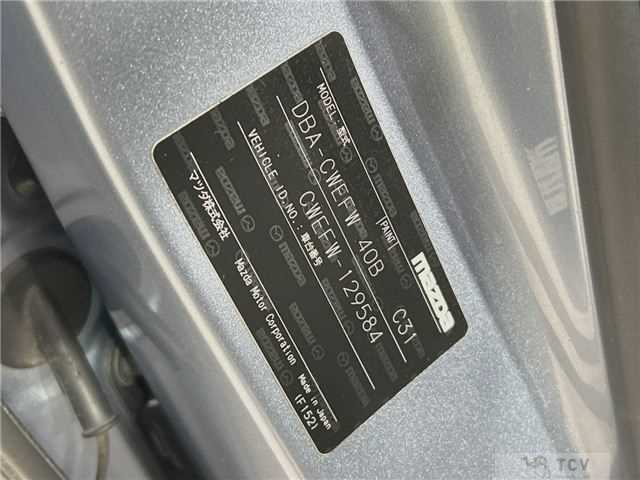 mazda
MODEL:型式 [PAINT]
DBA-CWEFW 40B C31
VEHICLE ID.NO.:車台番号
CWEFW-129584
マツダ株式会社 Mazda Motor Corporation Made in Japan
(F152)
TCV